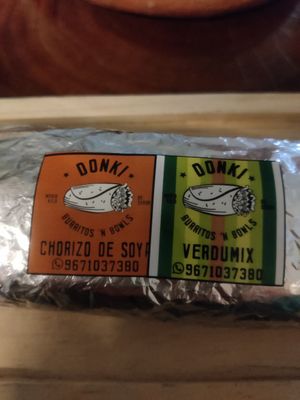 DONKI
BURRITOS 'N BOWLS
CHORIZO DE SOYA
9671037380
DONKI
BURRITOS 'N BOWLS
VERDUMIX
9671037380